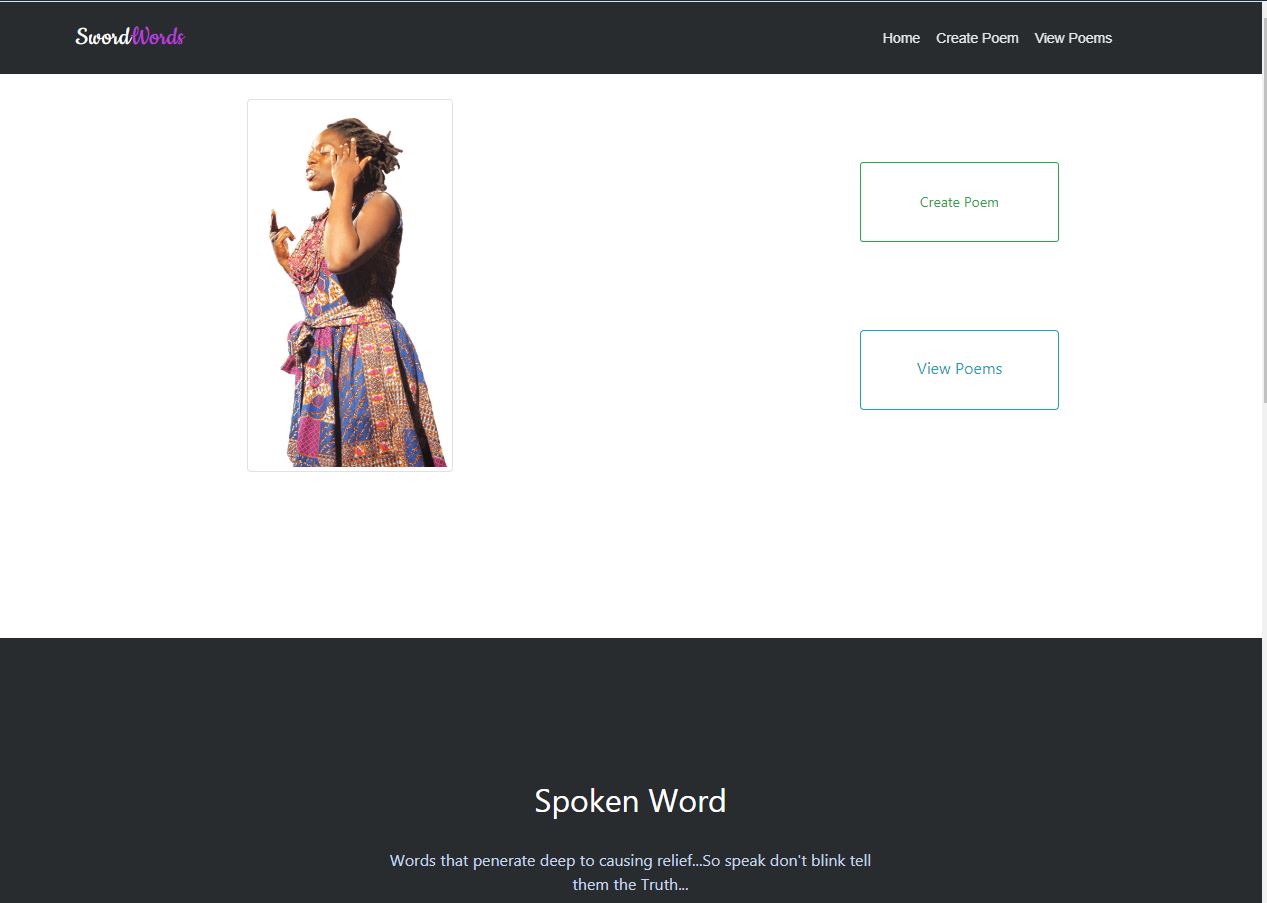 SwordWords
Home Create Poem View Poems
Create Poem
View Poems
Spoken Word
Words that penerate deep to causing relief...So speak don't blink tell
them the Truth...